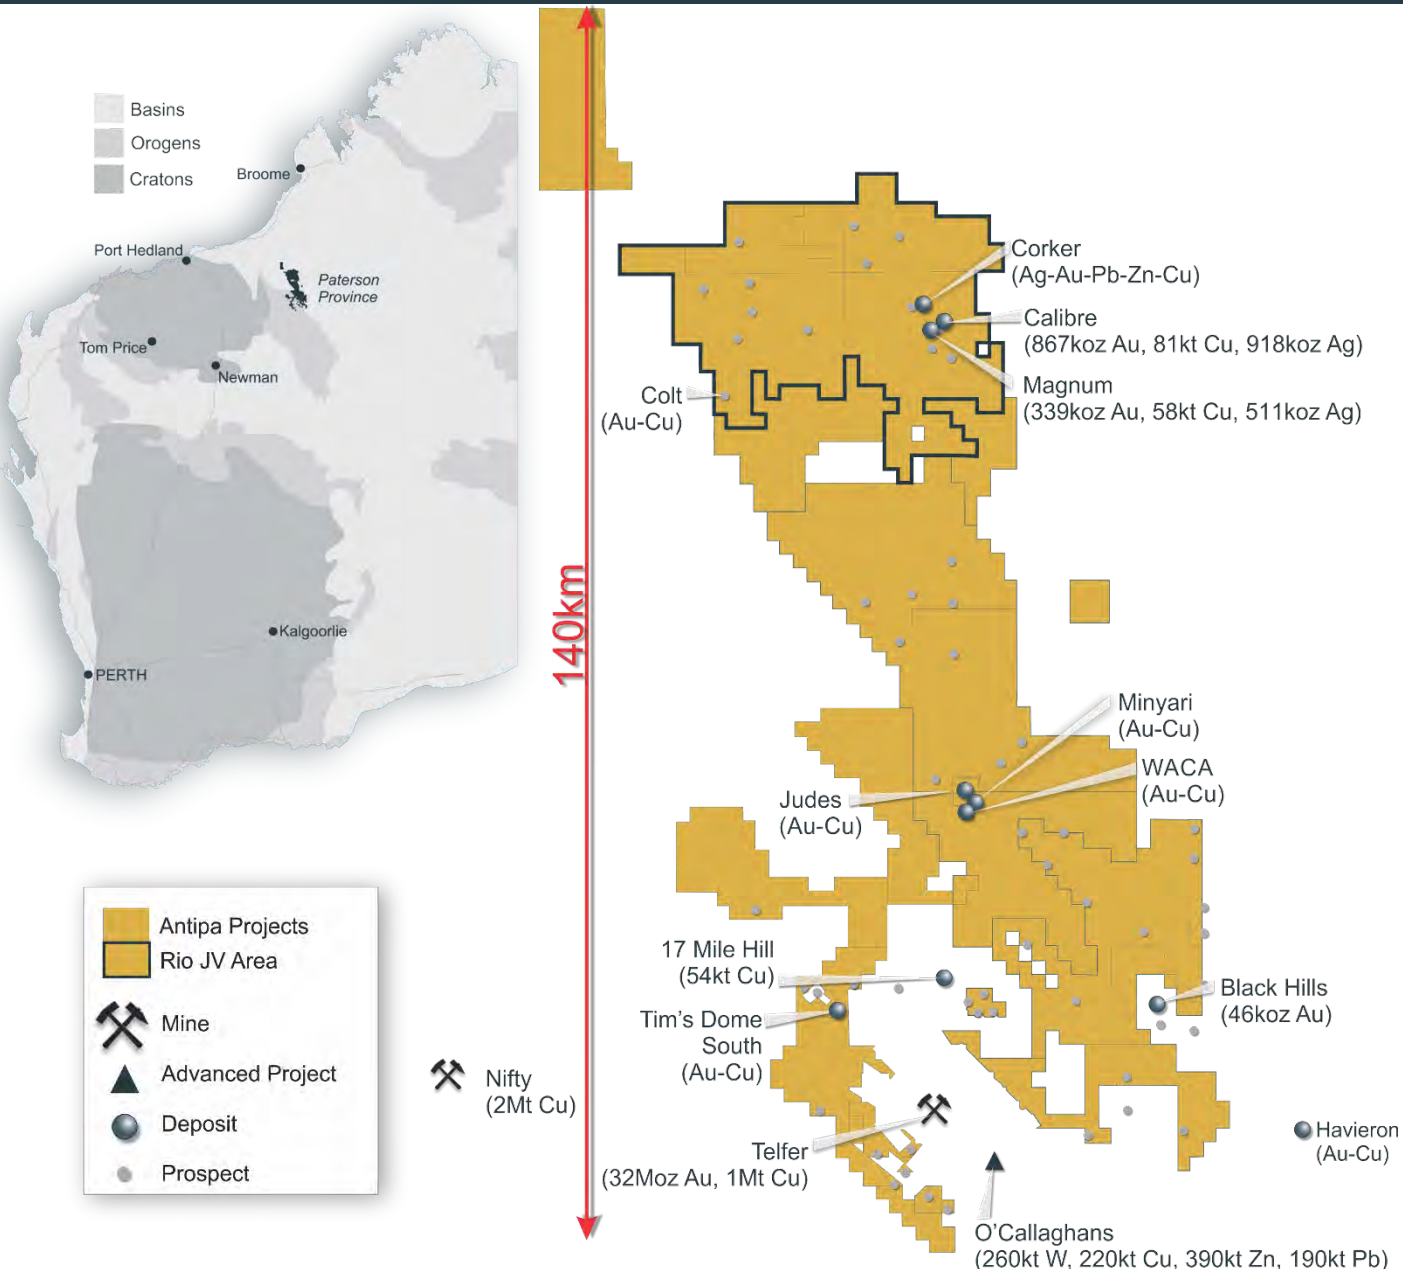 Basins
Orogens
Cratons
Broome
Port Hedland
Paterson
Province
Tom Price
Newman
Kalgoorlie
PERTH
140km
Corker
(Ag-Au-Pb-Zn-Cu)
Calibre
(867koz Au, 81kt Cu, 918koz Ag)
Magnum
(339koz Au, 58kt Cu, 511koz Ag)
Colt
(Au-Cu)
Minyari
(Au-Cu)
WACA
(Au-Cu)
Judes
(Au-Cu)
17 Mile Hill
(54kt Cu)
Tim's Dome
South
(Au-Cu)
Black Hills
(46koz Au)
Nifty
(2Mt Cu)
Telfer
(32Moz Au, 1Mt Cu)
Havieron
(Au-Cu)
O'Callaghans
(260kt W, 220kt Cu, 390kt Zn, 190kt Pb)
Antipa Projects
Rio JV Area
Mine
Advanced Project
Deposit
Prospect